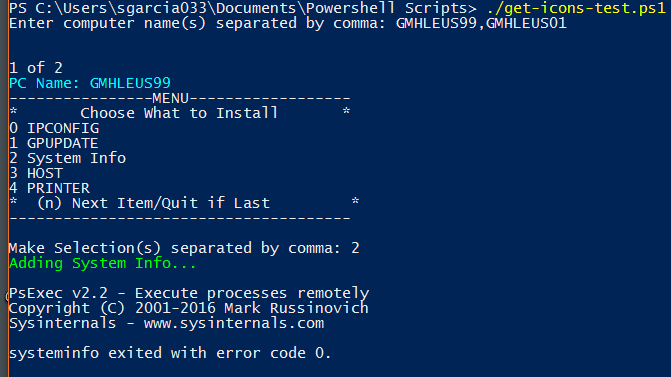 PS C:\Users\sgarcia033\Documents\Powershell Scripts> ./get-icons-test.ps1
Enter computer name(s) separated by comma: GMHLEUS99,GMHLEUS01
1 of 2
PC Name: GMHLEUS99
----------------MENU------------------
*       Choose What to Install       *
0 IPCONFIG
1 GPUPDATE
2 System Info
3 HOST
4 PRINTER
*  (n) Next Item/Quit if Last         *
--------------------------------------
Make Selection(s) separated by comma: 2
Adding System Info...
PsExec v2.2 - Execute processes remotely
Copyright (C) 2001-2016 Mark Russinovich
Sysinternals - www.sysinternals.com
systeminfo exited with error code 0.